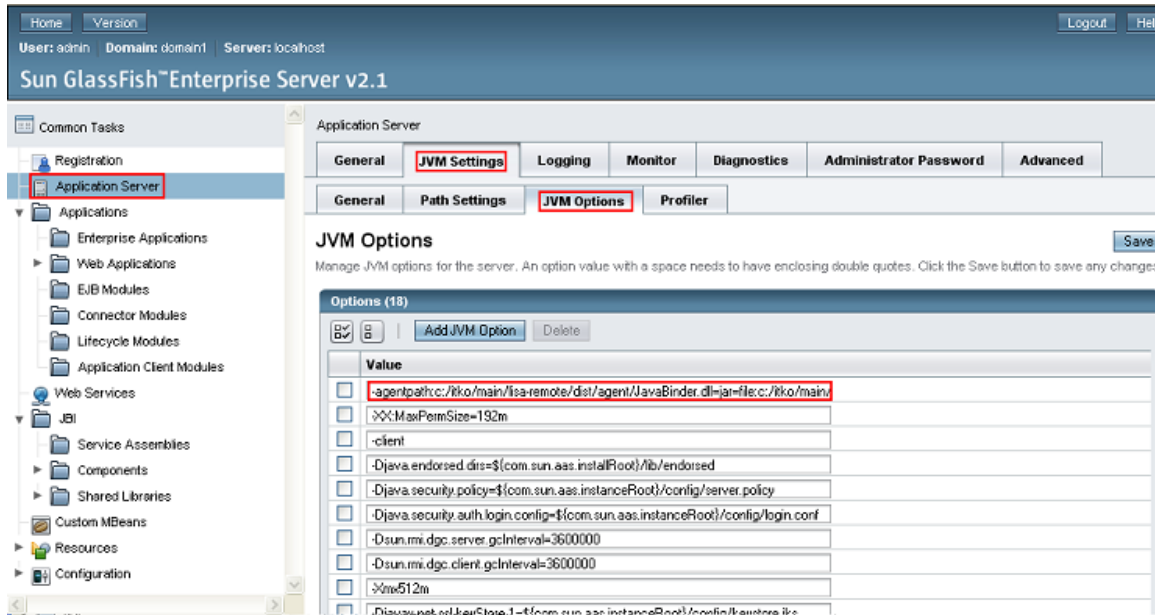 Home Version Logout Hel
User: admin Domain: domain1 Server: localhost
Sun GlassFish™Enterprise Server v2.1
Common Tasks
Registration
Application Server
Applications
Enterprise Applications
Web Applications
EJB Modules
Connector Modules
Lifecycle Modules
Application Client Modules
Web Services
JBI
Service Assemblies
Components
Shared Libraries
Custom MBeans
Resources
Configuration
Application Server
General JVM Settings Logging Monitor Diagnostics Administrator Password Advanced
General Path Settings JVM Options Profiler
JVM Options
Save
Manage JVM options for the server. An option value with a space needs to have enclosing double quotes. Click the Save button to save any changes
Options (18)
Add JVM Option Delete
Value
-agentpath:c:/itko/main/lisa-remote/dist/agent/JavaBinder.dll=jar=file:c:/itko/main/
-XX:MaxPermSize=192m
-client
-Djava.endorsed.dirs=${com.sun.aas.installRoot}/lib/endorsed
-Djava.security.policy=${com.sun.aas.instanceRoot}/config/server.policy
-Djava.security.auth.login.config=${com.sun.aas.instanceRoot}/config/login.conf
-Dsun.rmi.dgc.server.gcInterval=3600000
-Dsun.rmi.dgc.client.gcInterval=3600000
-Xmx512m